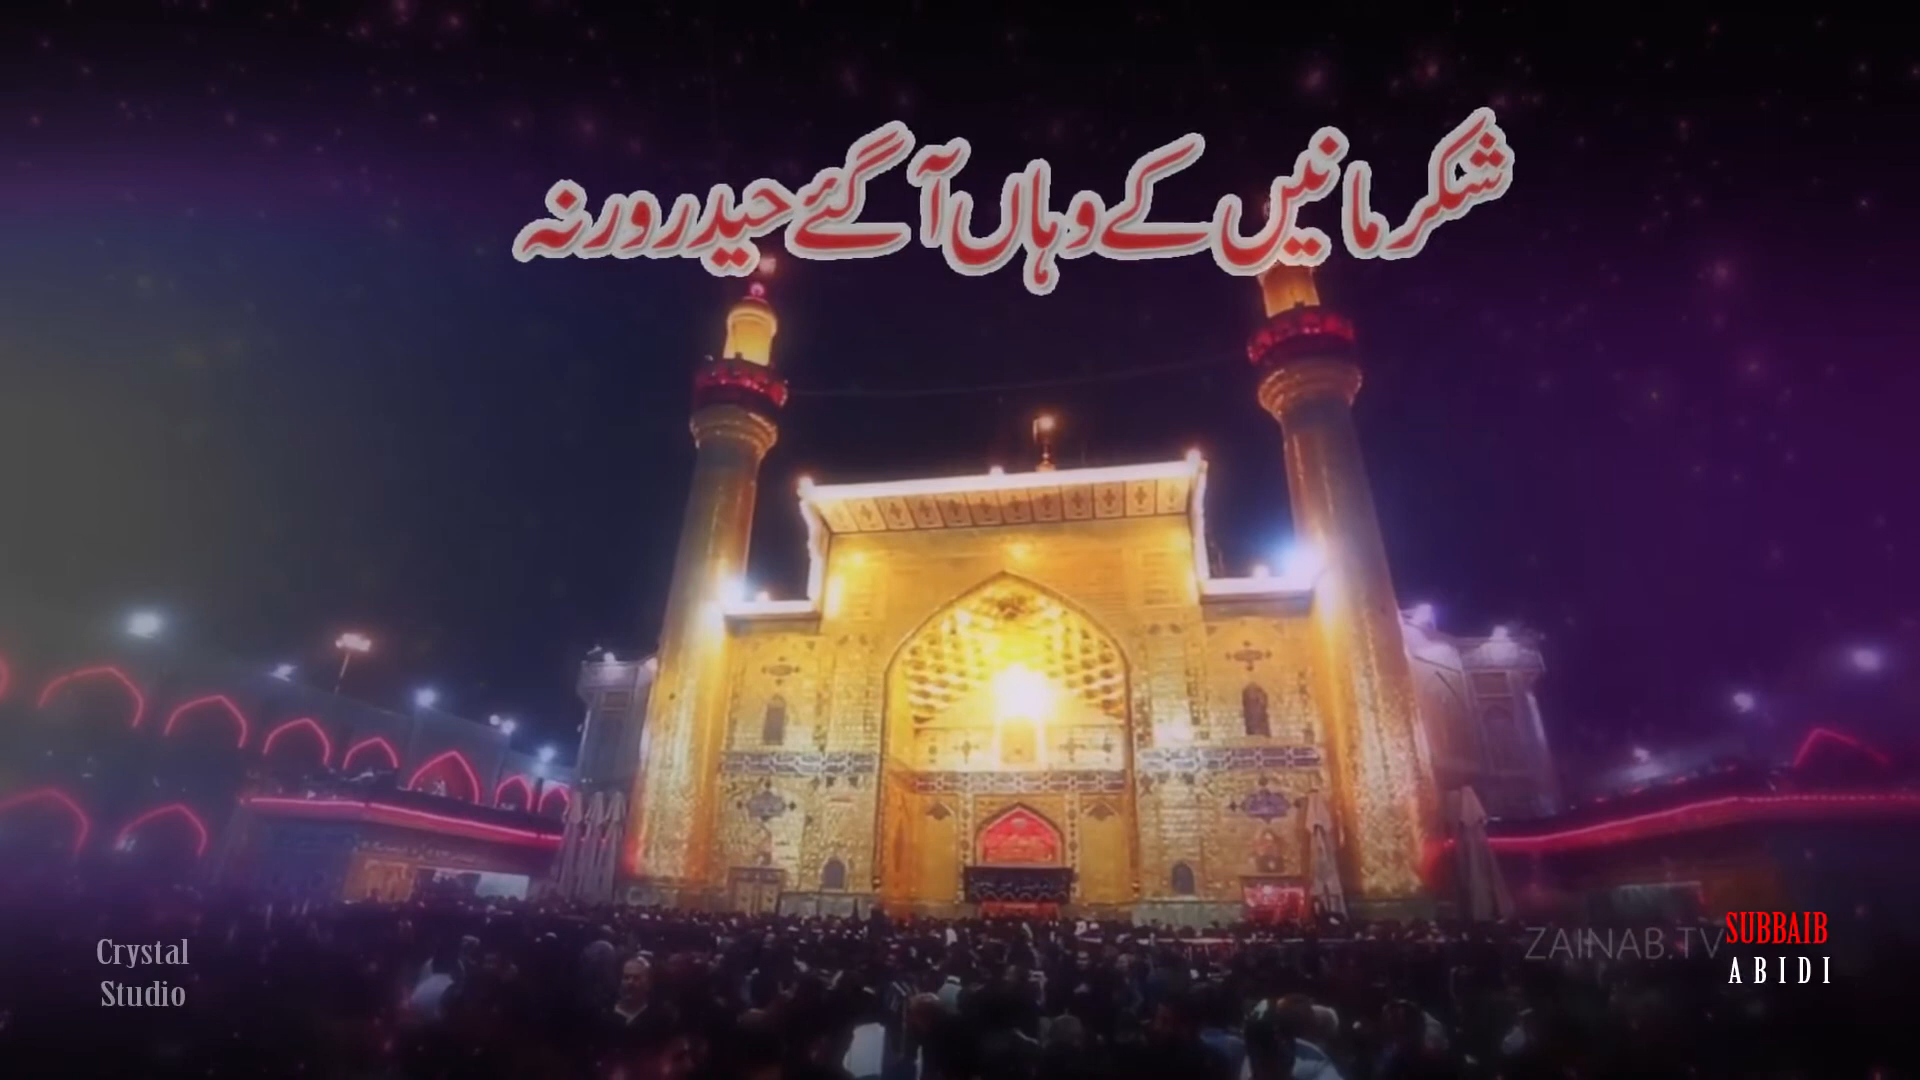 شکر مانیں کے وہاں آ گئے حیدر ورنہ
ZAINAB.TV
SUBBAIB
ABIDI
Crystal
Studio